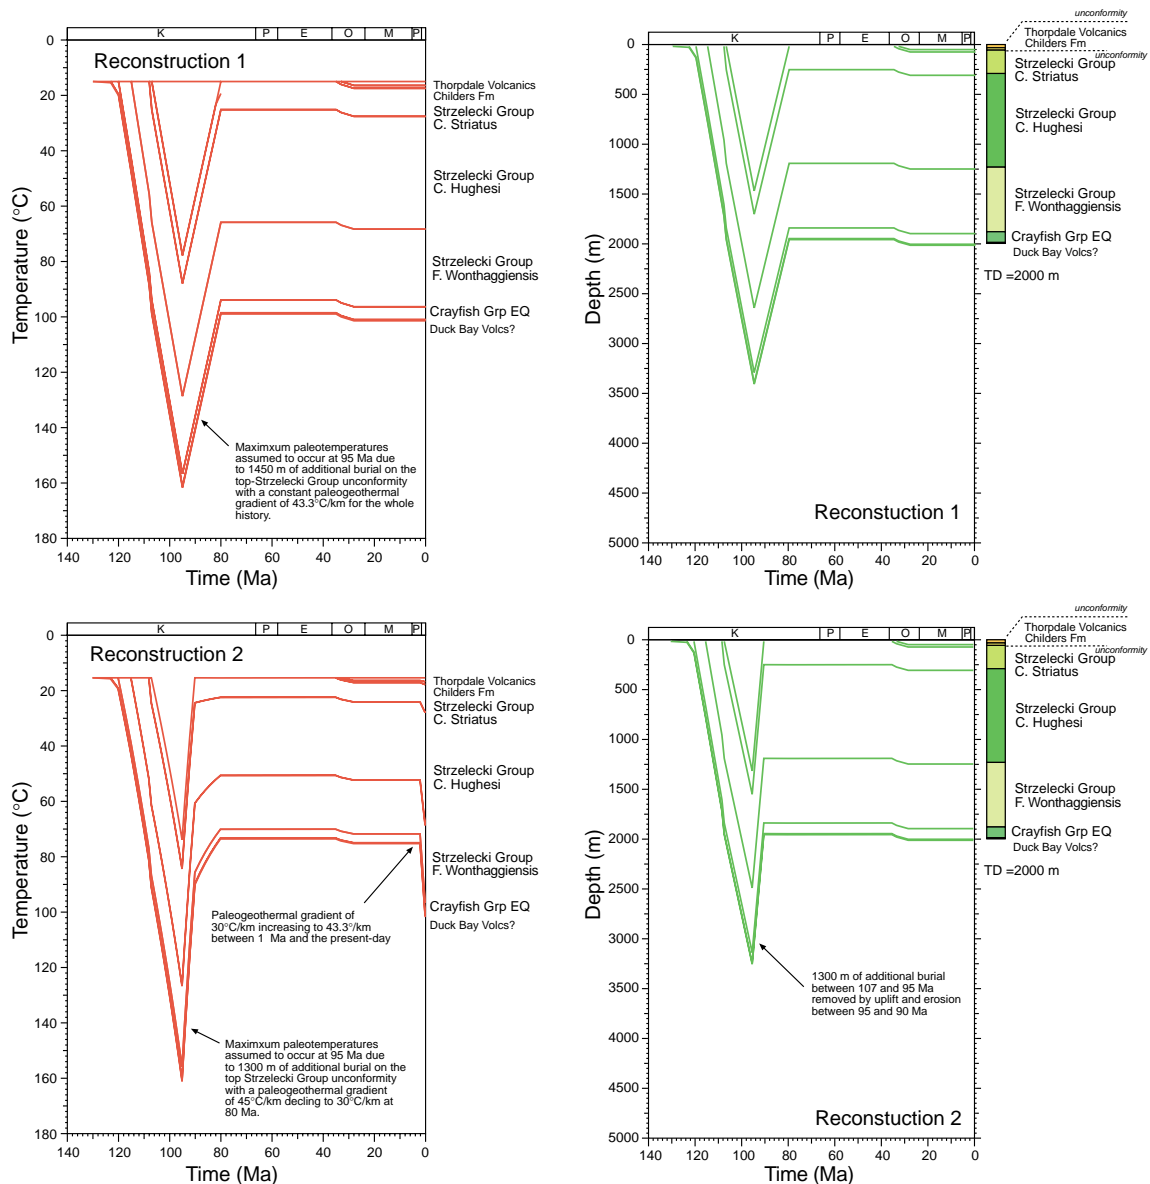 K P E O M P
Reconstruction 1
0
20
40
60
80
100
120
140
160
180
Temperature (°C)
140 120 100 80 60 40 20 0
Time (Ma)
Thorpdale Volcanics
Childers Fm
Strzelecki Group
C. Striatus
Strzelecki Group
C. Hughesi
Strzelecki Group
F. Wonthaggiensis
Crayfish Grp EQ
Duck Bay Volcs?
Maximxum paleotemperatures
assumed to occur at 95 Ma due
to 1450 m of additional burial on the
top-Strzelecki Group unconformity
with a constant paleogeothermal
gradient of 43.3°C/km for the whole
history.
K P E O M P
0
500
1000
1500
2000
2500
3000
3500
4000
4500
5000
Depth (m)
140 120 100 80 60 40 20 0
Time (Ma)
Reconstuction 1
unconformity
Thorpdale Volcanics
Childers Fm
unconformity
Strzelecki Group
C. Striatus
Strzelecki Group
C. Hughesi
Strzelecki Group
F. Wonthaggiensis
Crayfish Grp EQ
Duck Bay Volcs?
TD =2000 m
K P E O M P
Reconstruction 2
0
20
40
60
80
100
120
140
160
180
Temperature (°C)
140 120 100 80 60 40 20 0
Time (Ma)
Thorpdale Volcanics
Childers Fm
Strzelecki Group
C. Striatus
Strzelecki Group
C. Hughesi
Strzelecki Group
F. Wonthaggiensis
Crayfish Grp EQ
Duck Bay Volcs?
Paleogeothermal gradient of
30°C/km increasing to 43.3°/km
between 1 Ma and the present-day
Maximxum paleotemperatures
assumed to occur at 95 Ma due
to 1300 m of additional burial on the
top Strzelecki Group unconformity
with a paleogeothermal gradient
of 45°C/km decling to 30°C/km at
80 Ma.
K P E O M P
0
500
1000
1500
2000
2500
3000
3500
4000
4500
5000
Depth (m)
140 120 100 80 60 40 20 0
Time (Ma)
1300 m of additional burial
between 107 and 95 Ma
removed by uplift and erosion
between 95 and 90 Ma
Reconstuction 2
unconformity
Thorpdale Volcanics
Childers Fm
unconformity
Strzelecki Group
C. Striatus
Strzelecki Group
C. Hughesi
Strzelecki Group
F. Wonthaggiensis
Crayfish Grp EQ
Duck Bay Volcs?
TD =2000 m